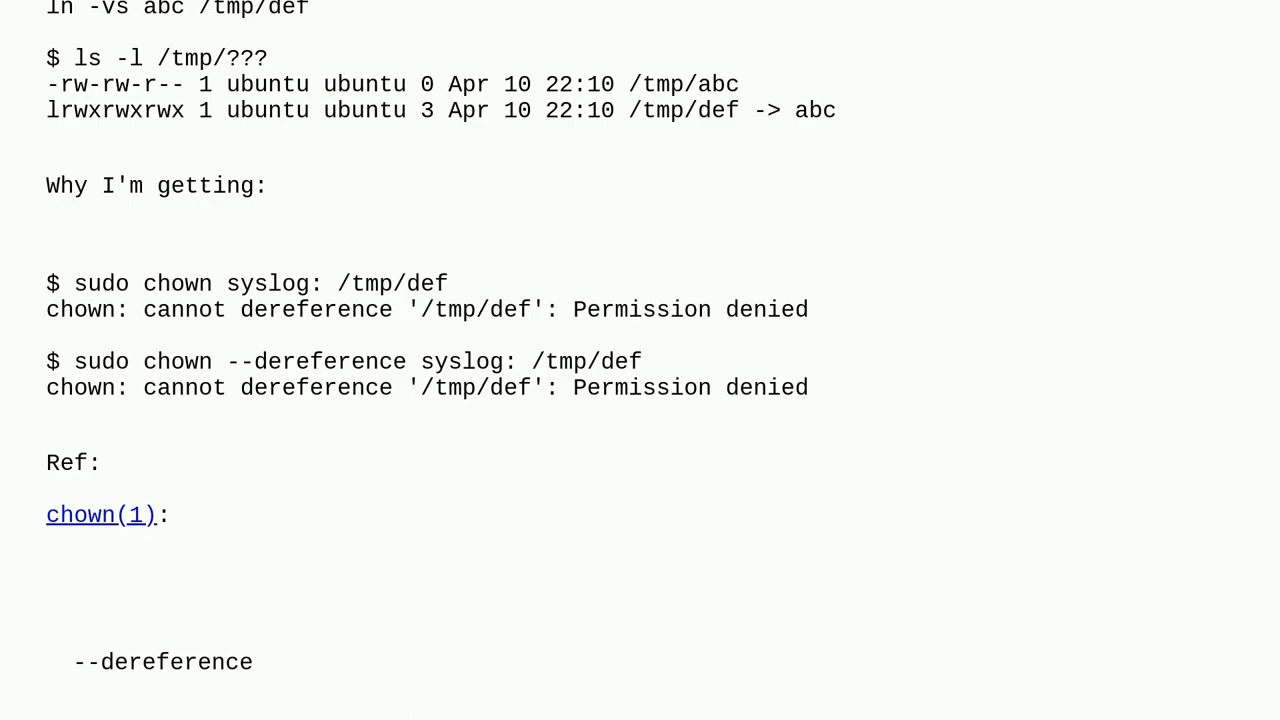 ln -vs abc /tmp/def
$ ls -l /tmp/???
-rw-rw-r-- 1 ubuntu ubuntu 0 Apr 10 22:10 /tmp/abc
lrwxrwxrwx 1 ubuntu ubuntu 3 Apr 10 22:10 /tmp/def -> abc
Why I'm getting:
$ sudo chown syslog: /tmp/def
chown: cannot dereference '/tmp/def': Permission denied
$ sudo chown --dereference syslog: /tmp/def
chown: cannot dereference '/tmp/def': Permission denied
Ref:
chown(1):
--dereference